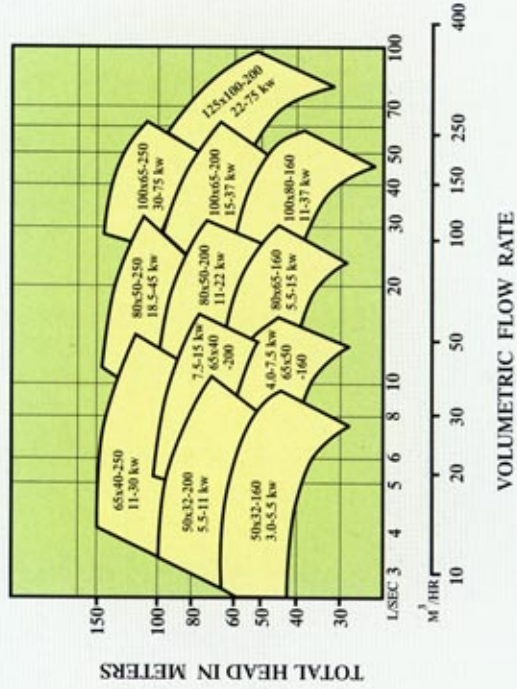 TOTAL HEAD IN METERS
150
100
80
70
60
50
40
30
65x40-250
11-30 kw
80x50-250
18.5-45 kw
100x65-250
30-75 kw
125x100-200
22-75 kw
50x32-200
5.5-11 kw
7.5-15 kw
65x40
-200
80x50-200
11-22 kw
100x65-200
15-37 kw
50x32-160
3.0-5.5 kw
4.0-7.5 kw
65x50
-160
80x65-160
5.5-15 kw
100x80-160
11-37 kw
L/SEC 3 4 5 6 8 10 20 30 40 50 70 100
M³/HR 10 20 30 50 100 150 250 400
VOLUMETRIC FLOW RATE